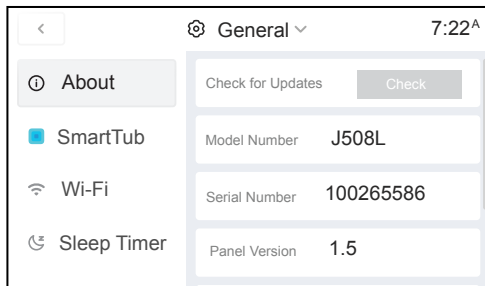 General
7:22A
About
SmartTub
Wi-Fi
Sleep Timer
Check for Updates
Check
Model Number J508L
Serial Number 100265586
Panel Version 1.5